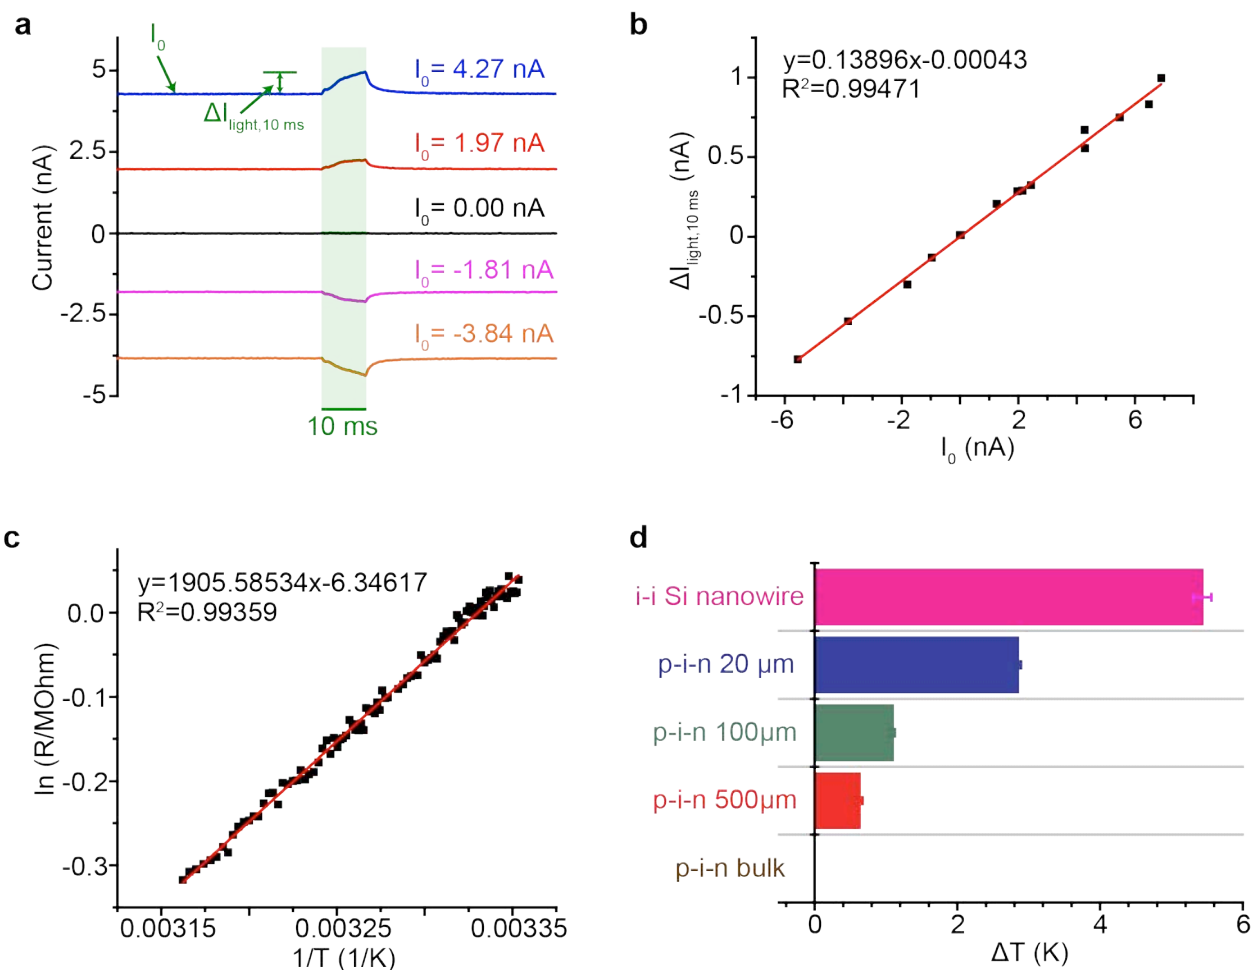 a
I0
5
I0= 4.27 nA
ΔIlight,10 ms
2.5
I0= 1.97 nA
I0= 0.00 nA
0
Current (nA)
I0= -1.81 nA
-2.5
I0= -3.84 nA
-5
10 ms
b
y=0.13896x-0.00043
R2=0.99471
1
0.5
0
-0.5
-1
ΔIlight,10 ms (nA)
-6 -2 2 6
I0 (nA)
c
y=1905.58534x-6.34617
R2=0.99359
0.0
-0.1
-0.2
-0.3
ln (R/MOhm)
0.00315 0.00325 0.00335
1/T (1/K)
d
i-i Si nanowire
p-i-n 20 µm
p-i-n 100µm
p-i-n 500µm
p-i-n bulk
0 2 4 6
ΔT (K)